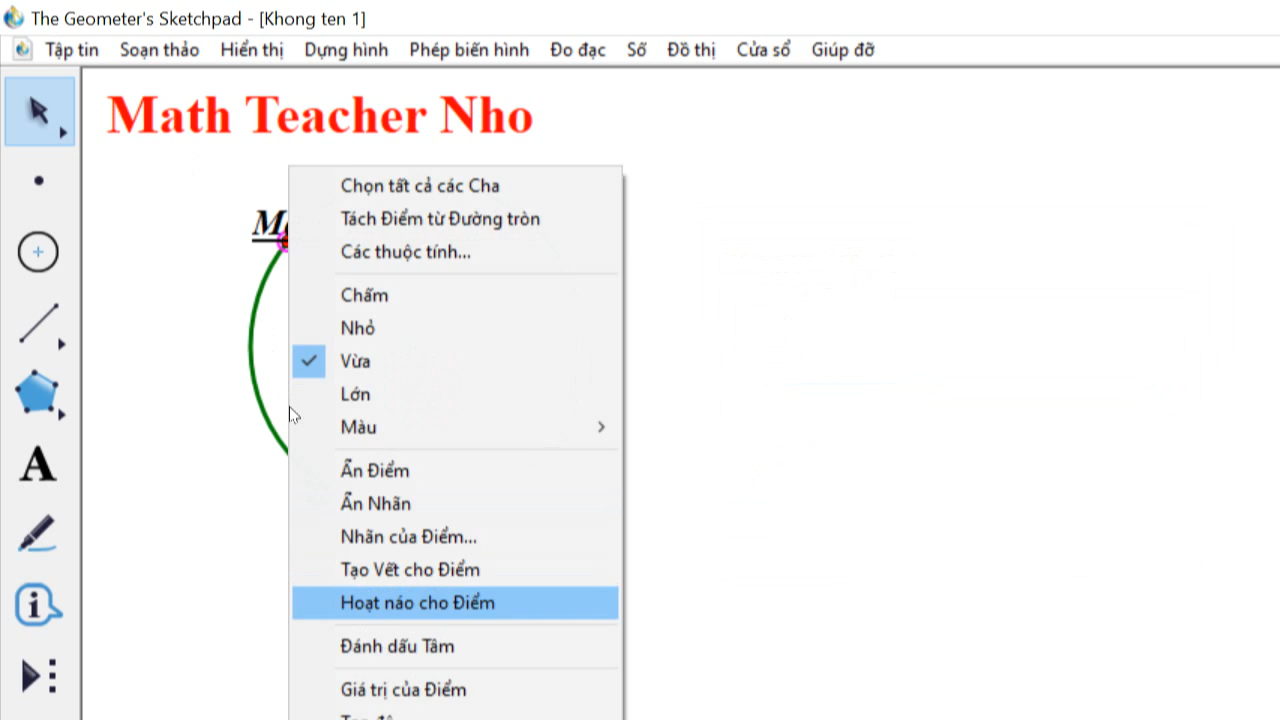 The Geometer's Sketchpad - [Khong ten 1]
Tập tin Soạn thảo Hiển thị Dựng hình Phép biến hình Đo đạc Số Đồ thị Cửa sổ Giúp đỡ
Math Teacher Nho
Chọn tất cả các Cha
Tách Điểm từ Đường tròn
Các thuộc tính...
Chấm
Nhỏ
Vừa
Lớn
Màu
Ẩn Điểm
Ẩn Nhãn
Nhãn của Điểm...
Tạo Vết cho Điểm
Hoạt náo cho Điểm
Đánh dấu Tâm
Giá trị của Điểm
A